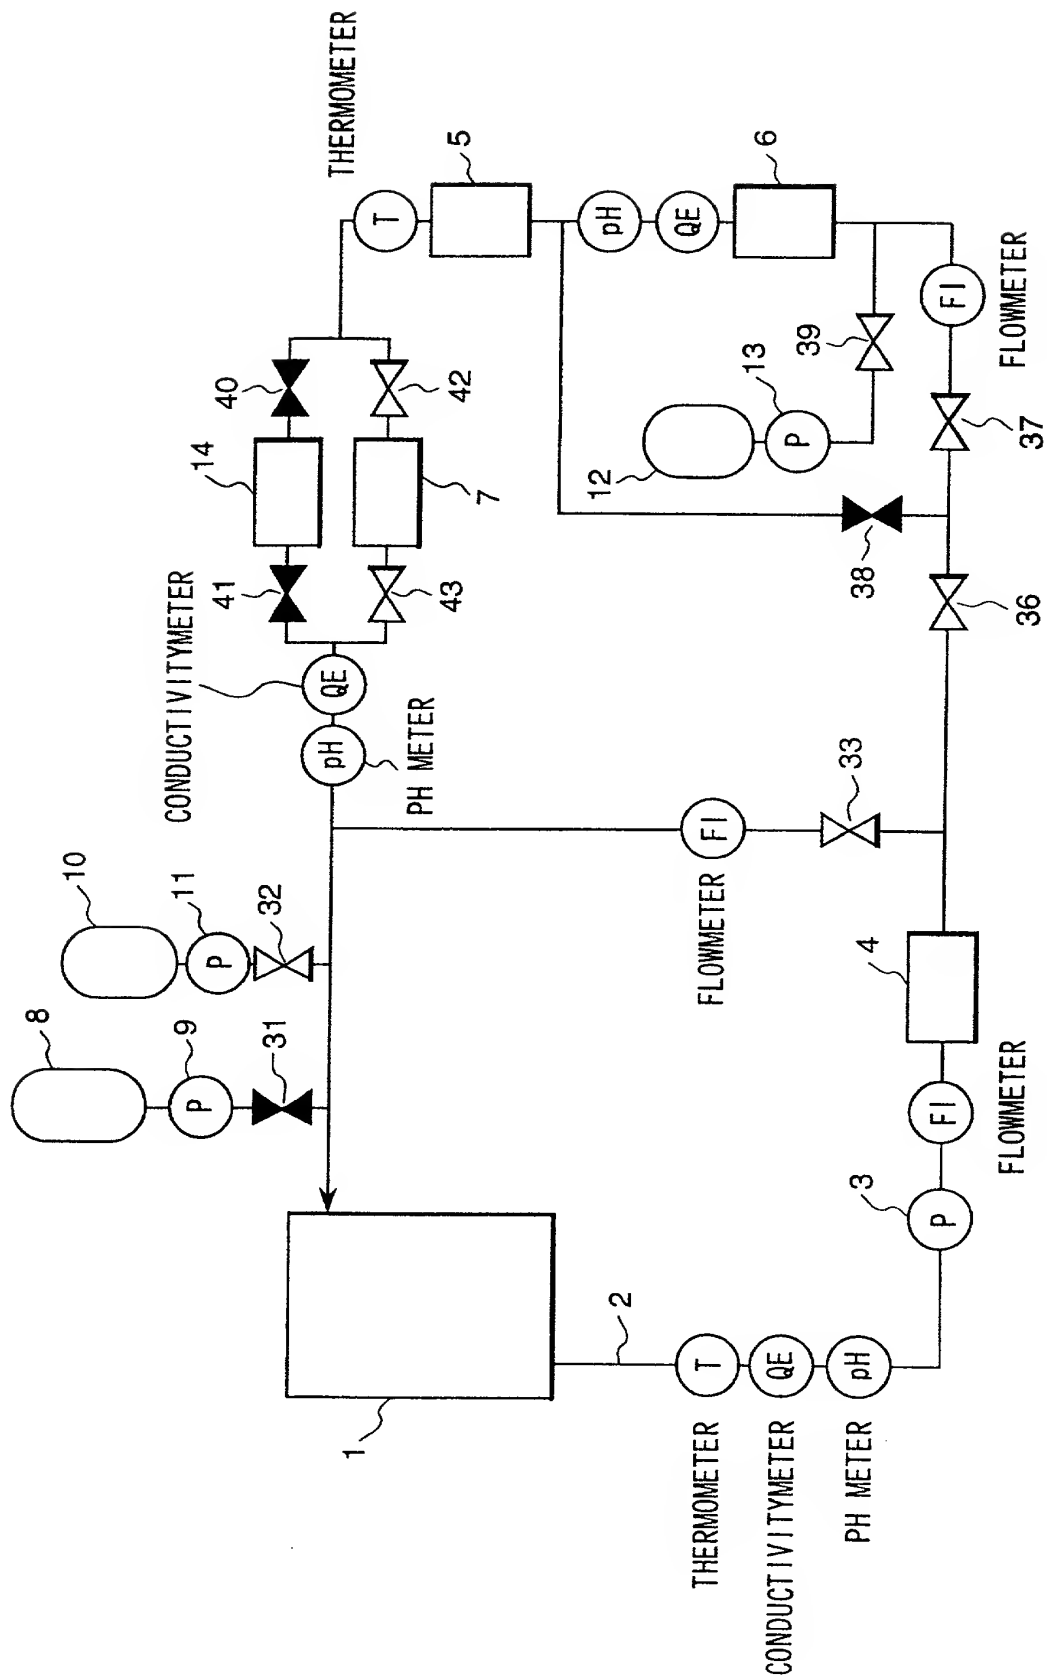 8
10
CONDUCTIVITYMETER
9
P
11
P
14
41
40
31
32
pH
QE
THERMOMETER
1
T
PH METER
43
42
5
7
12
pH
2
QE
THERMOMETER
T
FLOWMETER
FI
13
6
CONDUCTIVITYMETER
QE
P
39
33
PH METER
pH
3
4
38
P
FI
FI
FLOWMETER
FLOWMETER
36
37